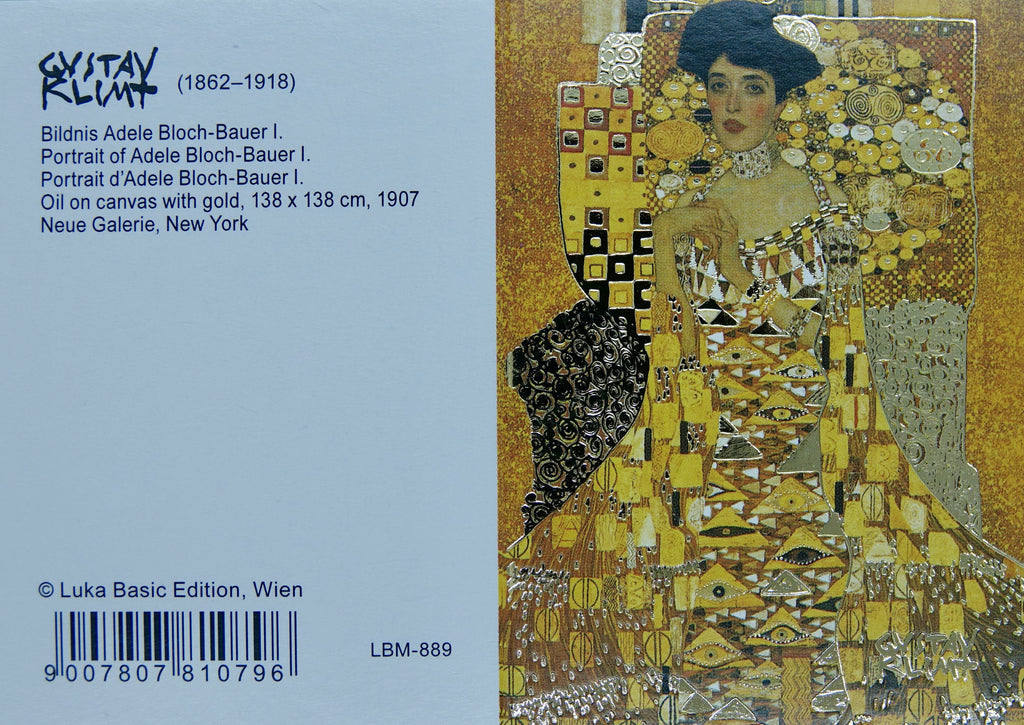 GUSTAV
KLIMT (1862–1918)
Bildnis Adele Bloch-Bauer I.
Portrait of Adele Bloch-Bauer I.
Portrait d'Adele Bloch-Bauer I.
Oil on canvas with gold, 138 x 138 cm, 1907
Neue Galerie, New York
© Luka Basic Edition, Wien
9 007807 810796
LBM-889
GUSTAV
KLIMT